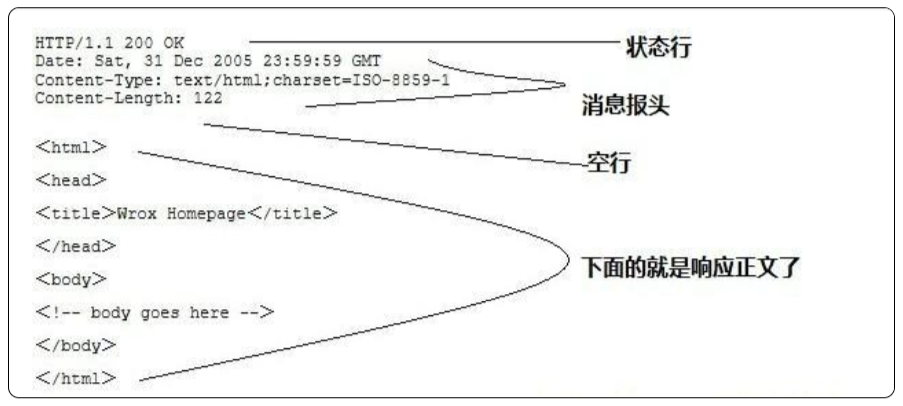 HTTP/1.1 200 OK
状态行
Date: Sat, 31 Dec 2005 23:59:59 GMT
Content-Type: text/html;charset=ISO-8859-1
Content-Length: 122
消息报头
空行
<html>
<head>
<title>Wrox Homepage</title>
</head>
<body>
<!-- body goes here -->
</body>
</html>
下面的就是响应正文了